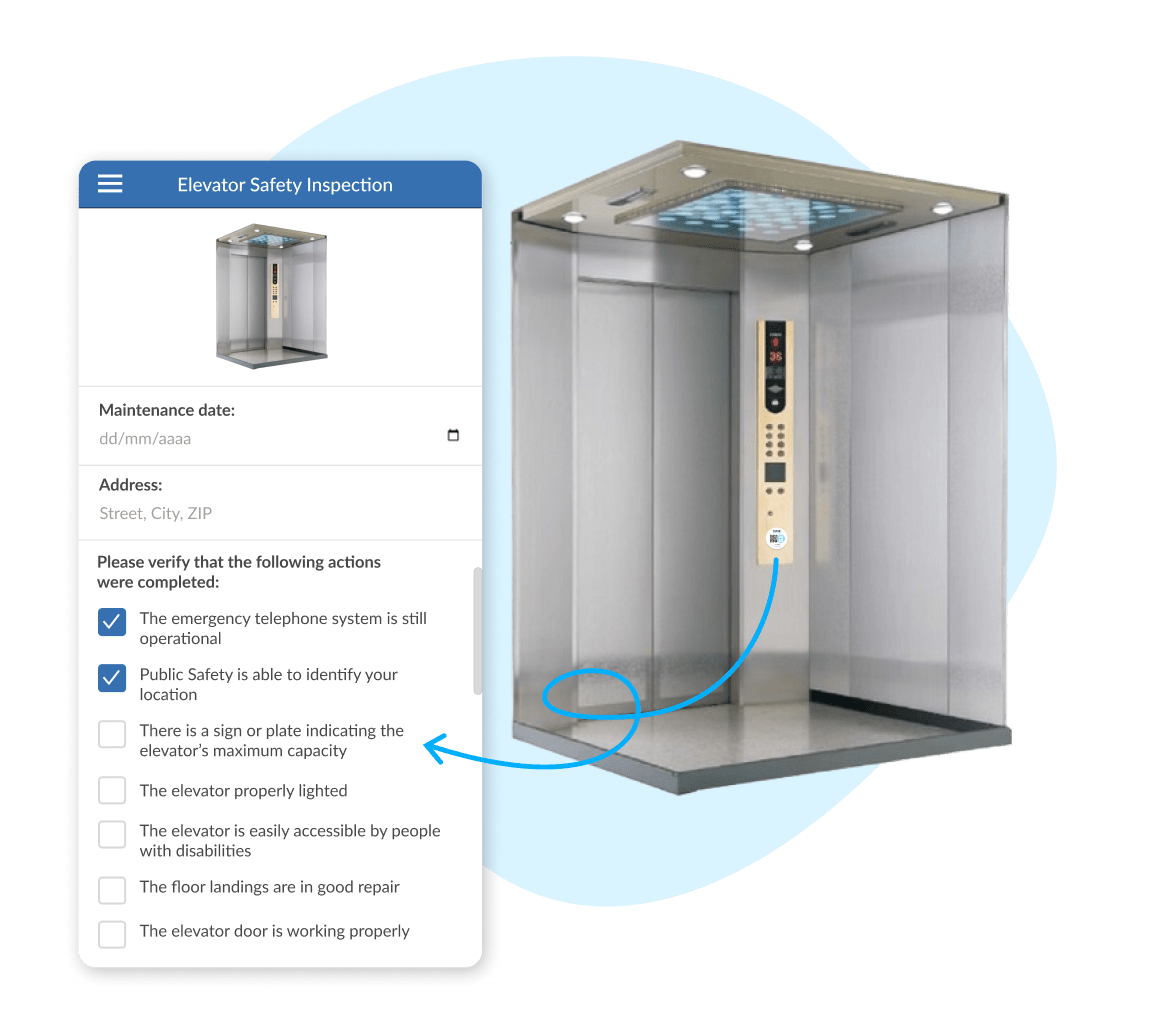 Elevator Safety Inspection
Maintenance date:
dd/mm/aaaa
Address:
Street, City, ZIP
Please verify that the following actions
were completed:
The emergency telephone system is still
operational
Public Safety is able to identify your
location
There is a sign or plate indicating the
elevator's maximum capacity
The elevator properly lighted
The elevator is easily accessible by people
with disabilities
The floor landings are in good repair
The elevator door is working properly
36